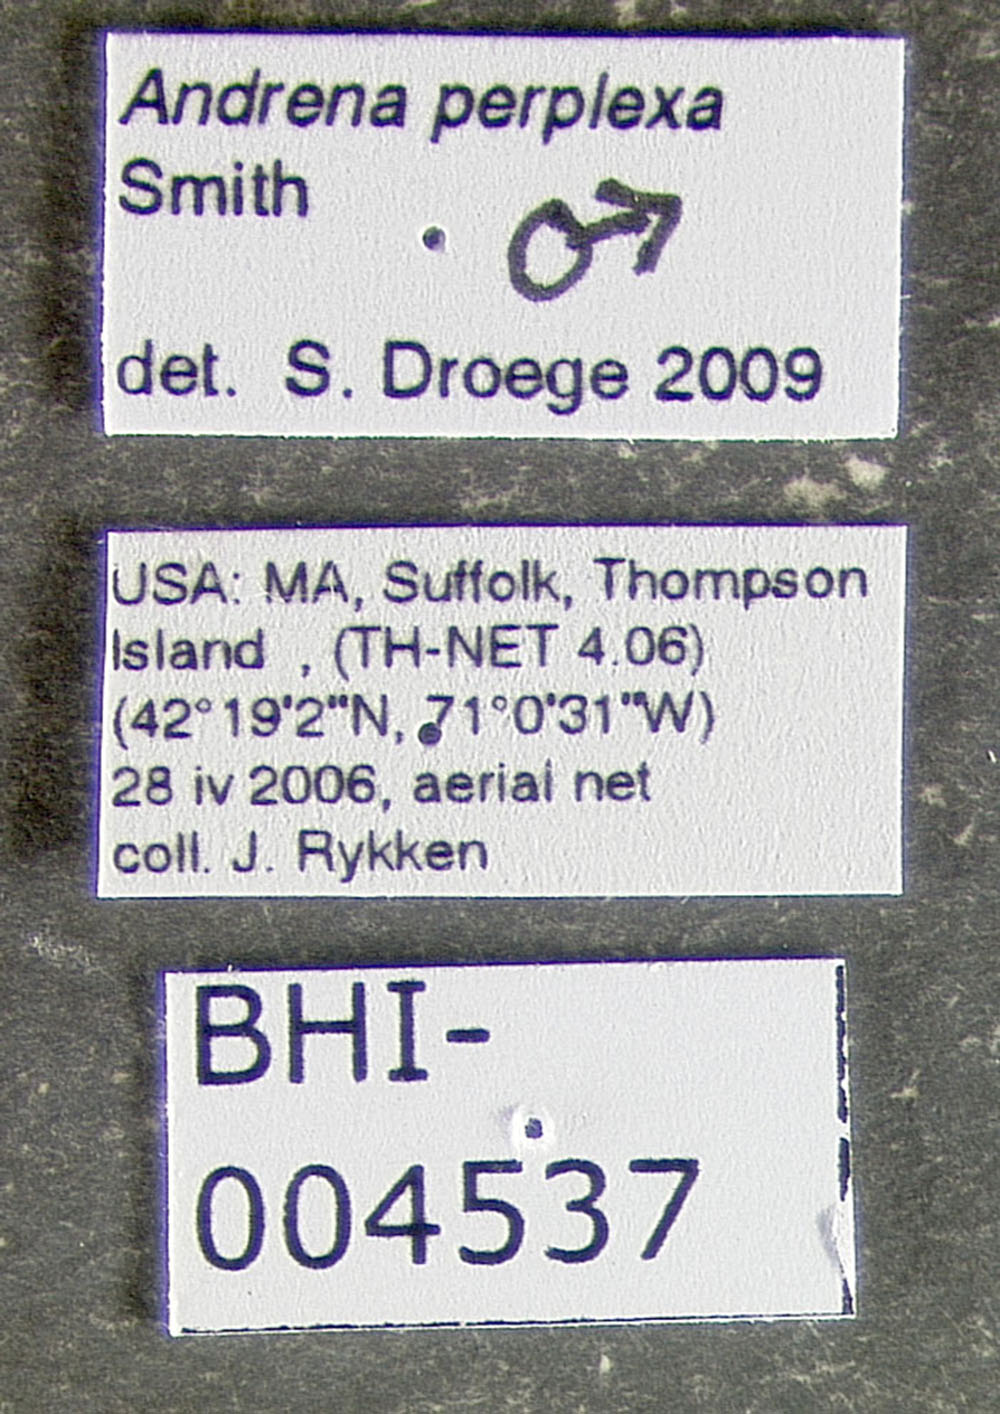 Andrena perplexa
Smith ♂
det. S. Droege 2009
USA: MA, Suffolk, Thompson
Island , (TH-NET 4.06)
(42°19'2"N, 71°0'31"W)
28 iv 2006, aerial net
coll. J. Rykken
BHI-
004537